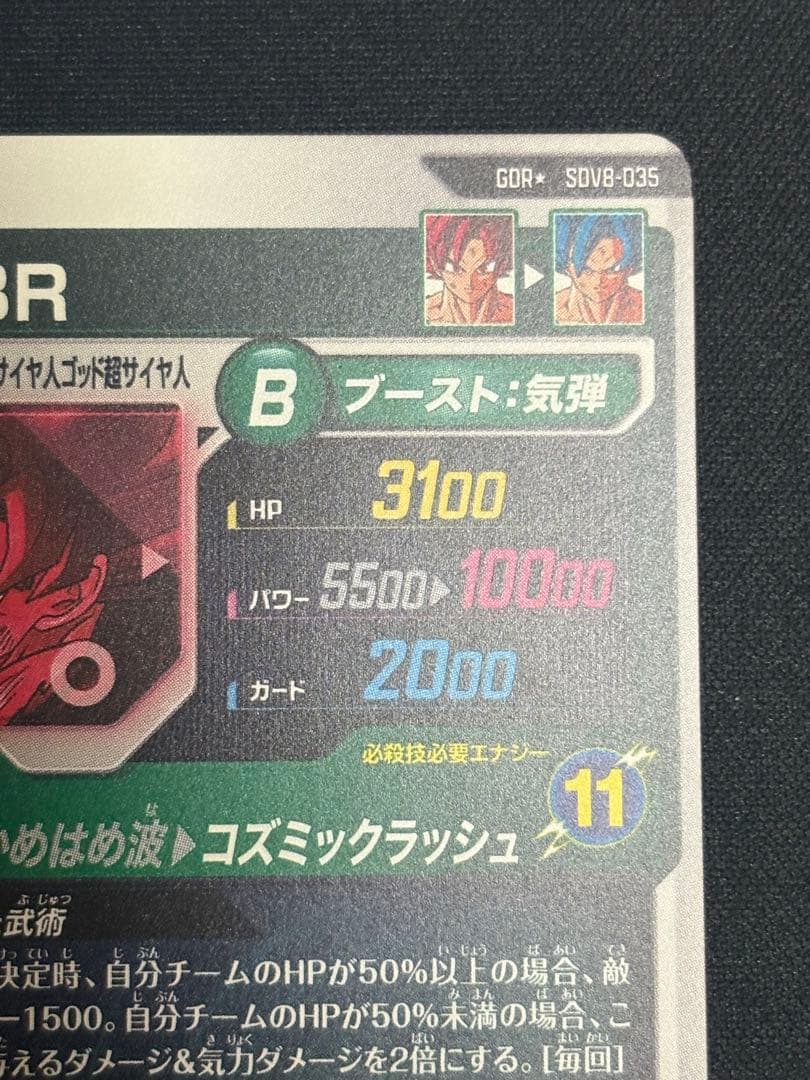 GDR★ SDV8-035
BR
サイヤ人ゴッド超サイヤ人
B ブースト:気弾
HP 3100
パワー 5500▶10000
ガード 2000
必殺技必要エナジー
11
かめはめ波▶コズミックラッシュ
武術
決定時、自分チームのHPが50%以上の場合、敵
ー1500。自分チームのHPが50%未満の場合、こ
与えるダメージ&気力ダメージを2倍にする。[毎回]